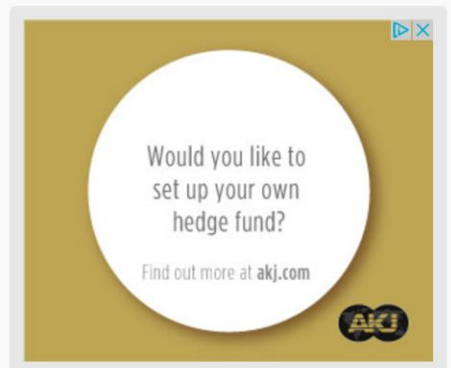 Would you like to
set up your own
hedge fund?
Find out more at akj.com
AKJ